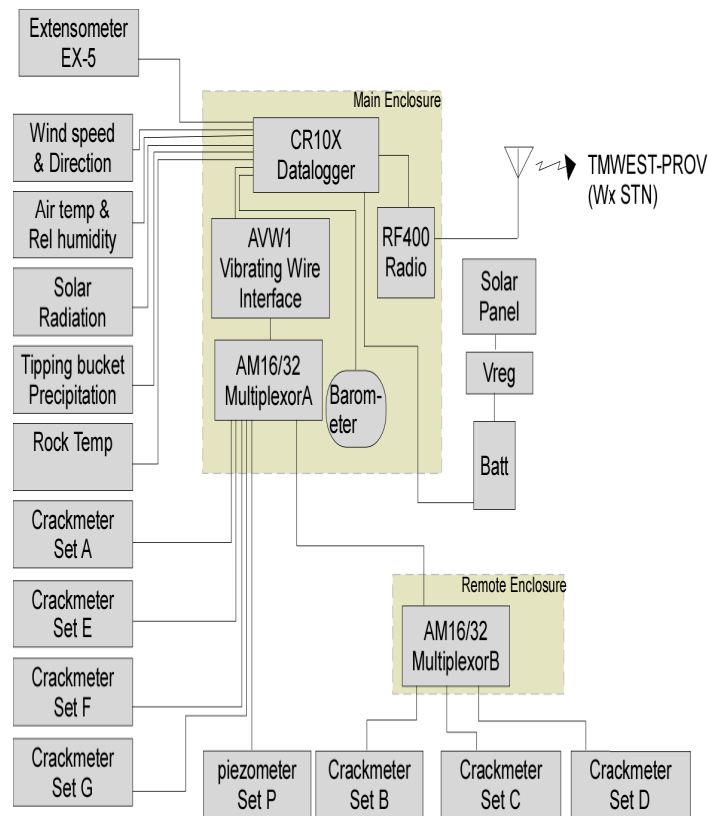 Extensometer
EX-5
Main Enclosure
Wind speed
& Direction
CR10X
Datalogger
TMWEST-PROV
(Wx STN)
Air temp &
Rel humidity
AVW1
Vibrating Wire
Interface
RF400
Radio
Solar
Radiation
Solar
Panel
Tipping bucket
Precipitation
AM16/32
MultiplexorA
Barom-
eter
Vreg
Rock Temp
Batt
Crackmeter
Set A
Crackmeter
Set E
Remote Enclosure
AM16/32
MultiplexorB
Crackmeter
Set F
Crackmeter
Set G
piezometer
Set P
Crackmeter
Set B
Crackmeter
Set C
Crackmeter
Set D